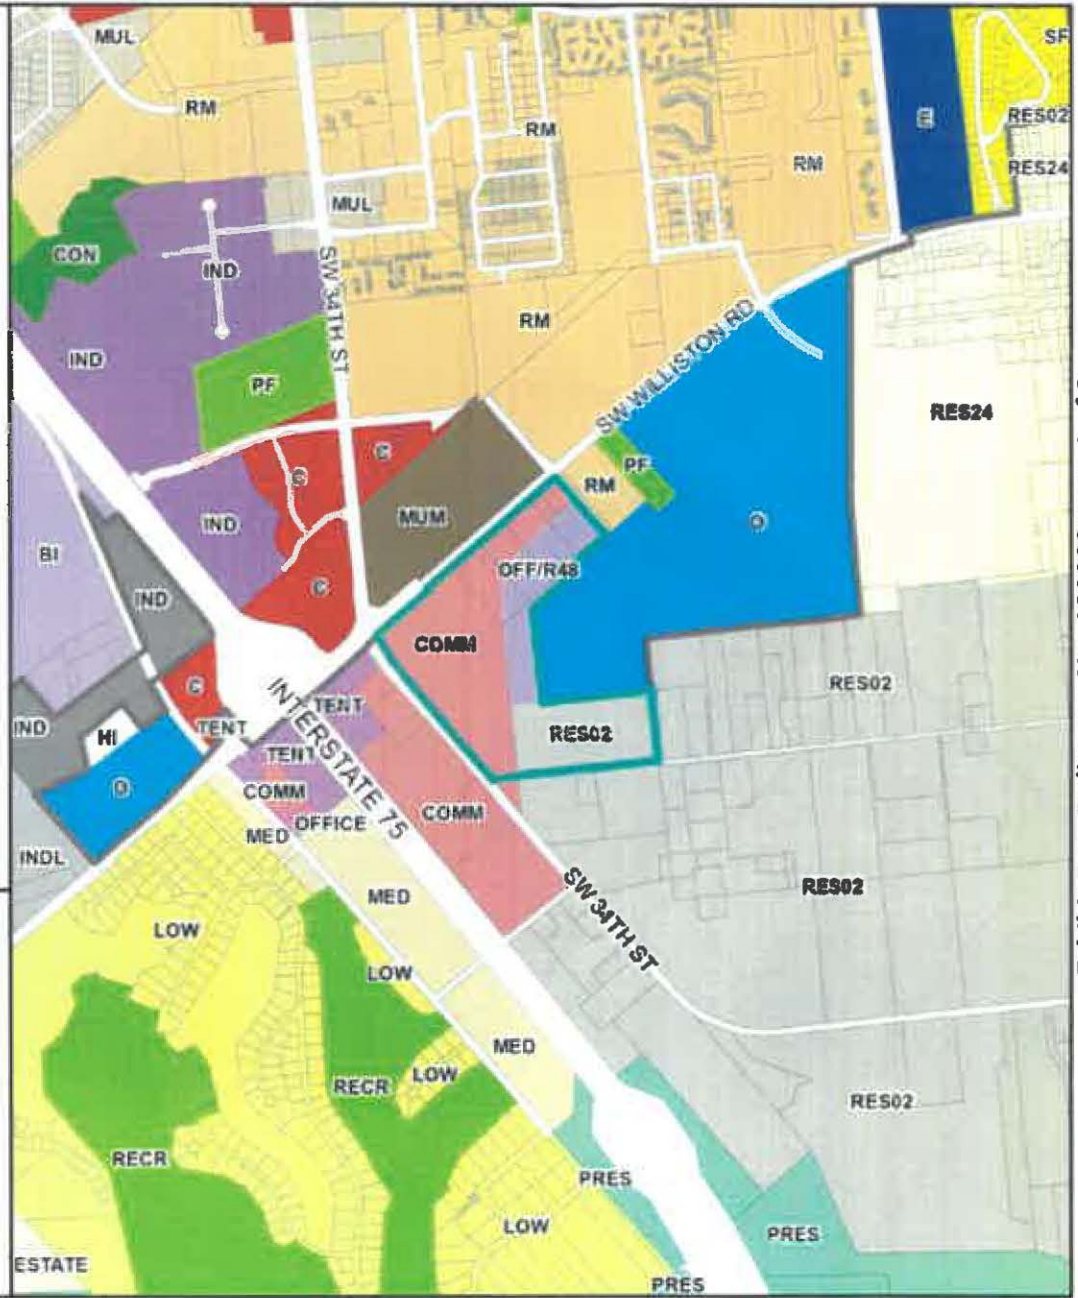 MUL
SF
RM
RM
E
RES02
RM
RES24
MUL
CON
IND
SW 34TH ST
RM
IND
SW WILLISTON RD
PF
RES24
C
C
PF
RM
MUM
IND
O
BI
OFF/R48
IND
C
COMM
C
RES02
INTERSTATE 75
TENT
IND
TENT
RES02
HI
TENT
O
COMM
COMM
OFFICE
MED
INDL
SW 34TH ST
RES02
MED
LOW
LOW
MED
LOW
RECR
RES02
RECR
PRES
LOW
PRES
ESTATE
PRES